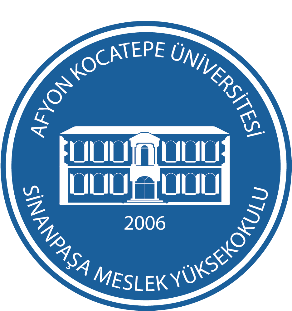 AFYON KOCATEPE ÜNİVERSİTESİ
2006
SİNANPAŞA MESLEK YÜKSEKOKULU